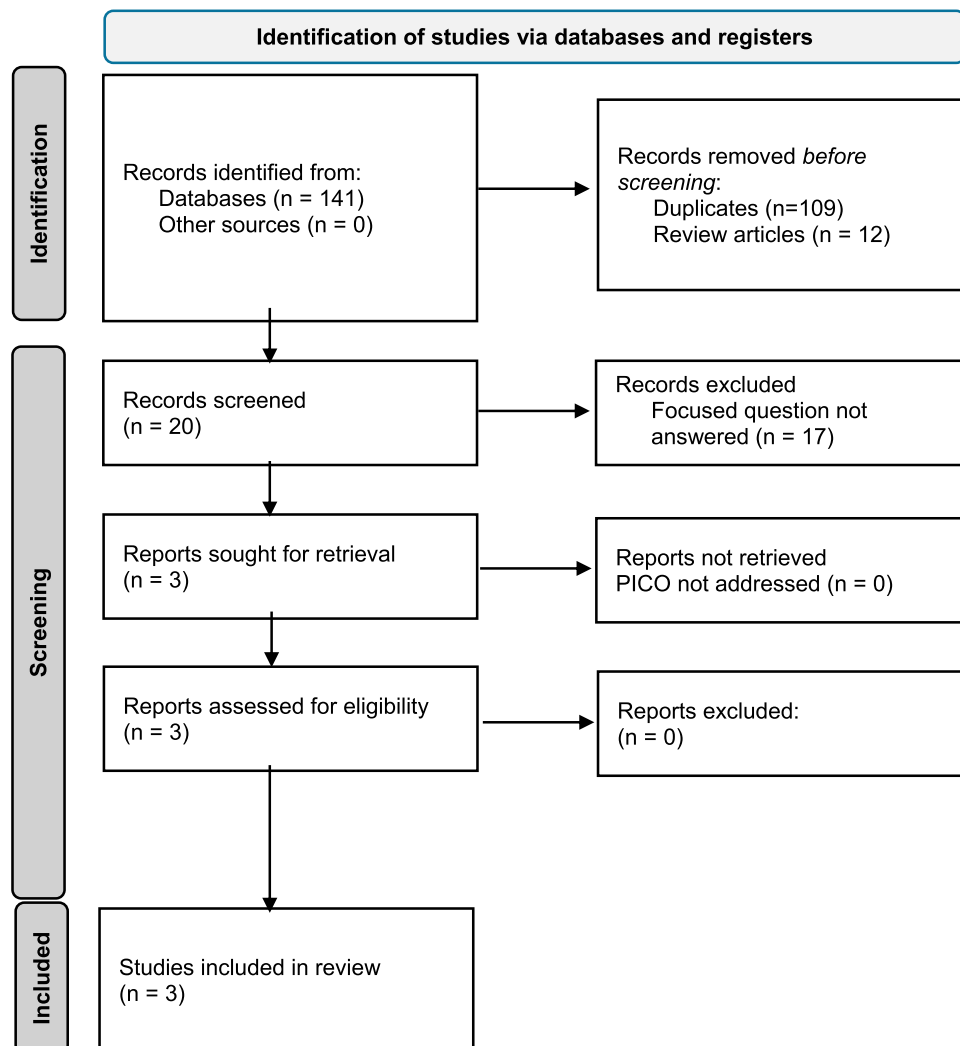 Identification of studies via databases and registers
Identification
Records identified from:
Databases (n = 141)
Other sources (n = 0)
Records removed before
screening:
Duplicates (n=109)
Review articles (n = 12)
Screening
Records screened
(n = 20)
Records excluded
Focused question not
answered (n = 17)
Reports sought for retrieval
(n = 3)
Reports not retrieved
PICO not addressed (n = 0)
Reports assessed for eligibility
(n = 3)
Reports excluded:
(n = 0)
Included
Studies included in review
(n = 3)